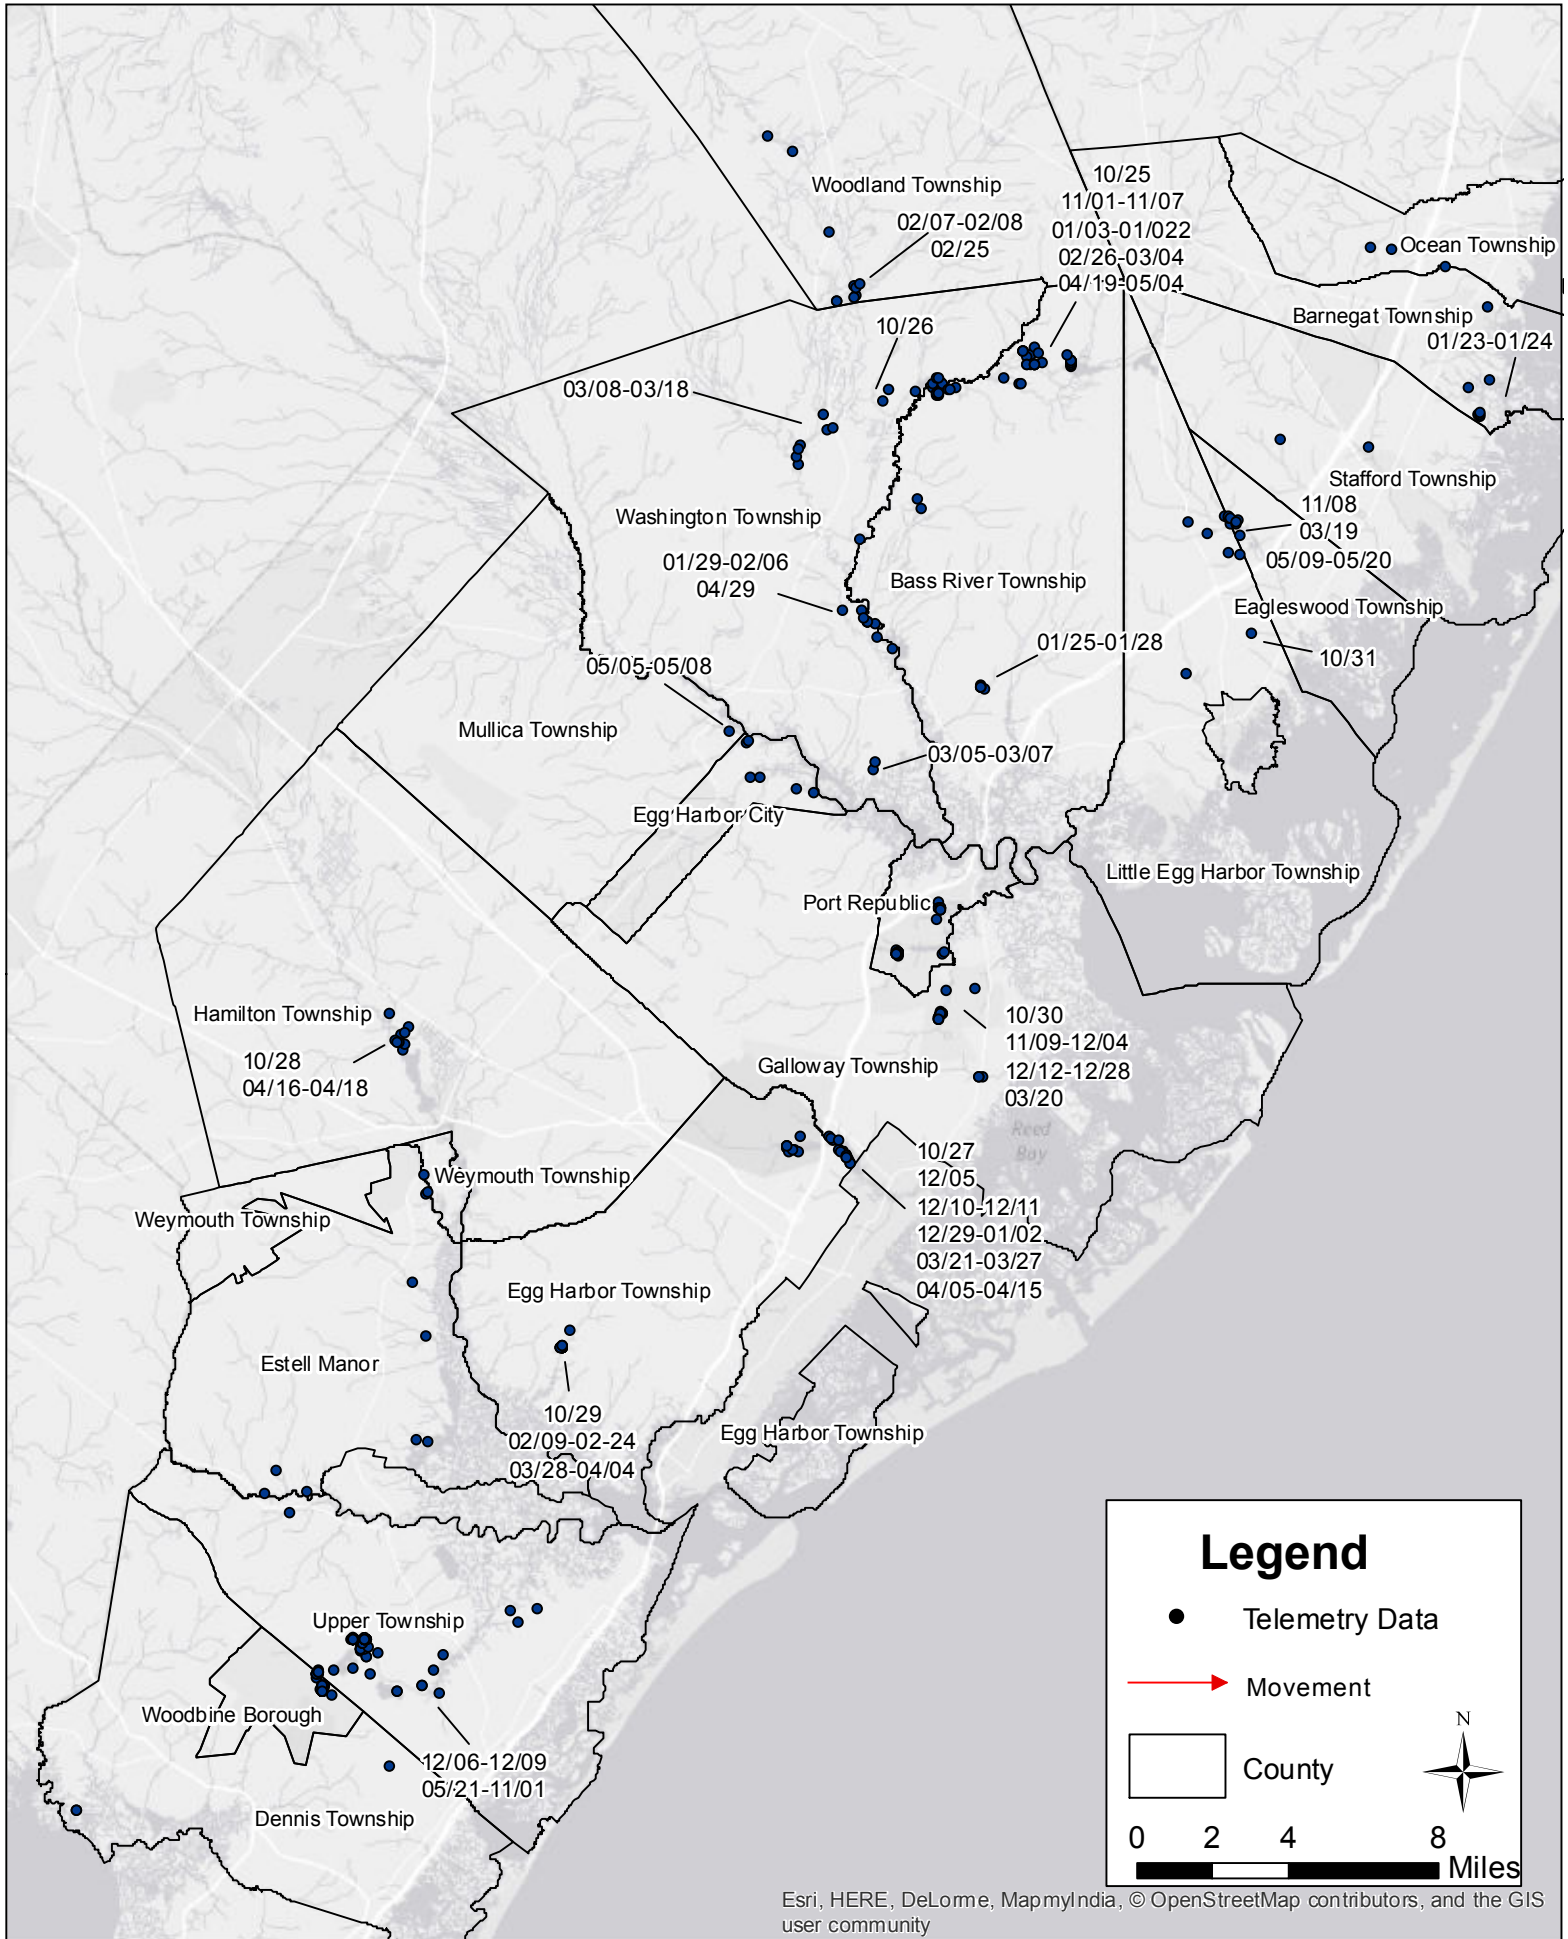 Woodland Township
02/07-02/08
02/25
10/25
11/01-11/07
01/03-01/022
02/26-03/04
04/19-05/04
Ocean Township
Barnegat Township
01/23-01/24
10/26
03/08-03/18
Stafford Township
11/08
03/19
05/09-05/20
Washington Township
01/29-02/06
04/29
Bass River Township
Eagleswood Township
10/31
01/25-01/28
05/05-05/08
Mullica Township
03/05-03/07
Egg Harbor City
Little Egg Harbor Township
Port Republic
Hamilton Township
10/28
04/16-04/18
10/30
11/09-12/04
12/12-12/28
03/20
Galloway Township
Reed
Bay
10/27
12/05
12/10-12/11
12/29-01/02
03/21-03/27
04/05-04/15
Weymouth Township
Weymouth Township
Egg Harbor Township
Estell Manor
10/29
02/09-02-24
03/28-04/04
Egg Harbor Township
Upper Township
Woodbine Borough
12/06-12/09
05/21-11/01
Dennis Township
Legend
Telemetry Data
Movement
County
N
0 2 4 8
Miles
Esri, HERE, DeLorme, MapmyIndia, © OpenStreetMap contributors, and the GIS
user community